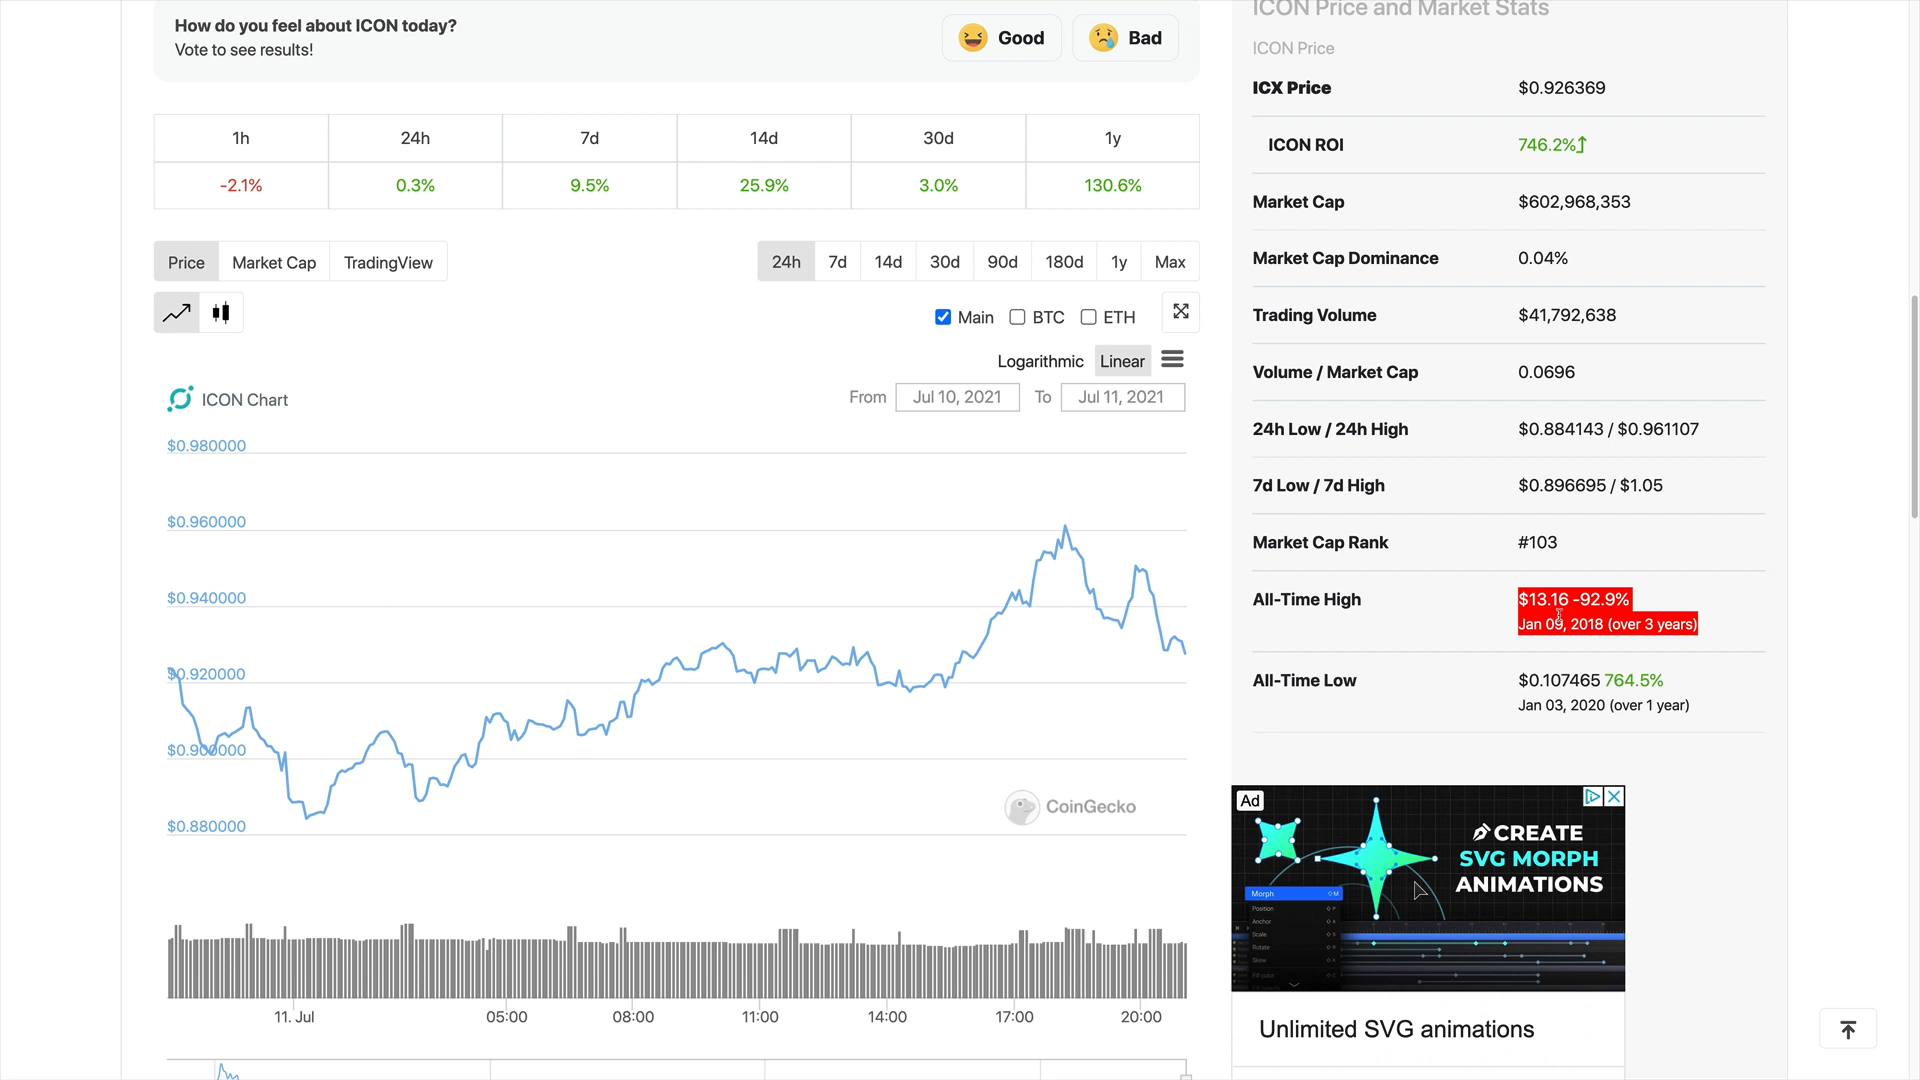 How do you feel about ICON today?
Vote to see results!
Good
Bad
1h 24h 7d 14d 30d 1y
-2.1% 0.3% 9.5% 25.9% 3.0% 130.6%
Price Market Cap TradingView
24h 7d 14d 30d 90d 180d 1y Max
Main BTC ETH
Logarithmic Linear
ICON Chart
From Jul 10, 2021 To Jul 11, 2021
$0.980000
$0.960000
$0.940000
$0.920000
$0.900000
$0.880000
CoinGecko
11. Jul 05:00 08:00 11:00 14:00 17:00 20:00
ICON Price and Market Stats
ICON Price
ICX Price $0.926369
ICON ROI 746.2%
Market Cap $602,968,353
Market Cap Dominance 0.04%
Trading Volume $41,792,638
Volume / Market Cap 0.0696
24h Low / 24h High $0.884143 / $0.961107
7d Low / 7d High $0.896695 / $1.05
Market Cap Rank #103
All-Time High $13.16 -92.9%
Jan 09, 2018 (over 3 years)
All-Time Low $0.107465 764.5%
Jan 03, 2020 (over 1 year)
Ad
CREATE
SVG MORPH
ANIMATIONS
Morph
Position
Anchor
Scale
Rotate
Skew
Fill color
Unlimited SVG animations